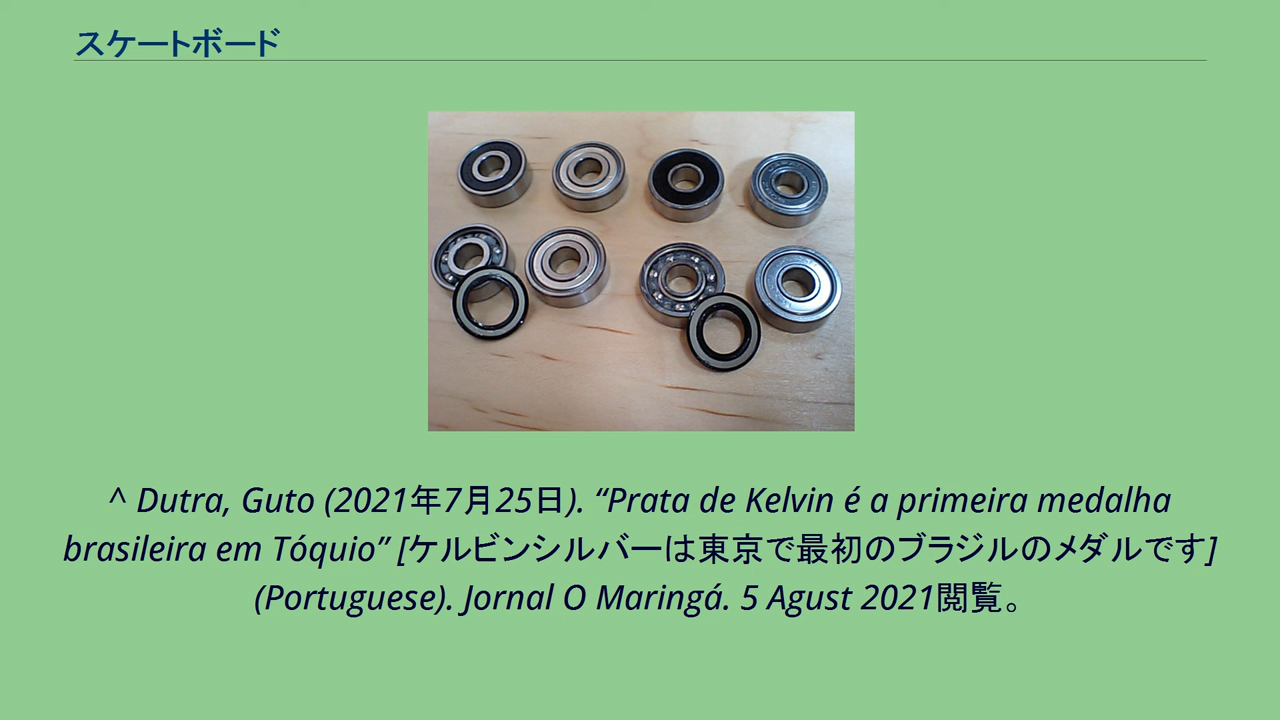 スケートボード
^ Dutra, Guto (2021年7月25日). “Prata de Kelvin é a primeira medalha
brasileira em Tóquio” [ケルビンシルバーは東京で最初のブラジルのメダルです]
(Portuguese). Jornal O Maringá. 5 Agust 2021閲覧。